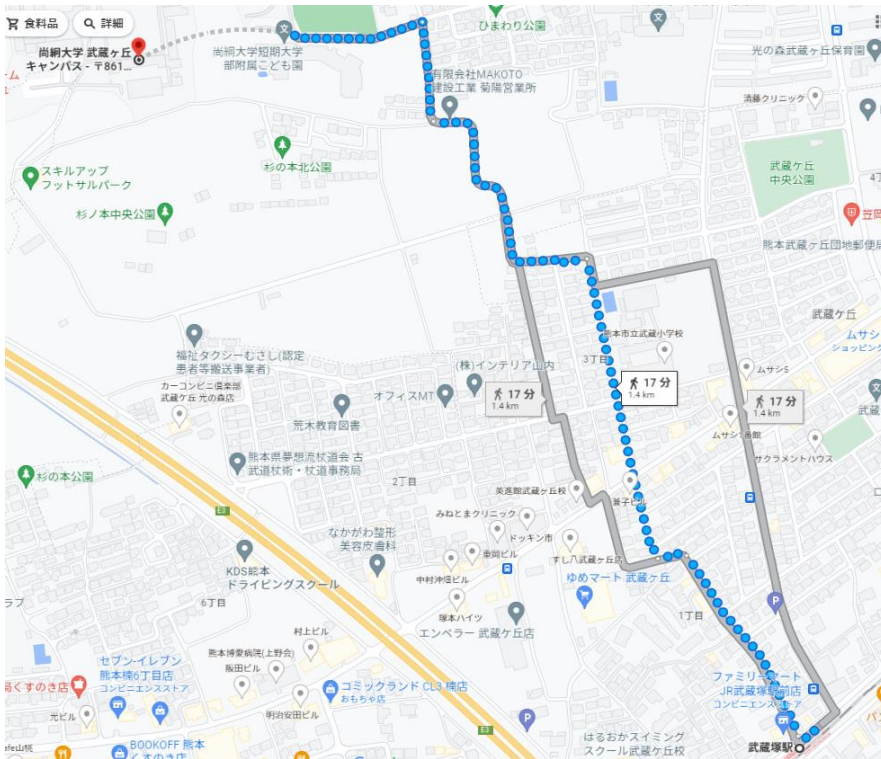 食料品
詳細
尚絅大学 武蔵ヶ丘
キャンパス - 〒861...
尚絅大学短期大学
部附属こども園
ひまわり公園
光の森武蔵ヶ丘保育園
有限会社MAKOTO
建設工業 菊陽営業所
須藤クリニック
スキルアップ
フットサルパーク
杉の本北公園
武蔵ケ丘
中央公園
4丁
杉ノ本中央公園
熊本武蔵ヶ丘団地郵便局
武蔵ケ丘
福祉タクシーむさし(認定
患者等搬送事業者)
カーコンビニ倶楽部
武蔵ケ丘 光の森店
(株)インテリア山内
オフィスMT
荒木教育図書
熊本市立武蔵小学校
3丁目
ムサシ
ショッピング
ムサシ5
17 分
1.4 km
17 分
1.4 km
17 分
1.4 km
ムサシ1番館
サクラメントハウス
熊本県夢想流杖道会 古
武道杖術・杖道事務局
杉の本公園
2丁目
英進館武蔵ヶ丘校
兼子ビル
みねとまクリニック
ドッキン市
E3
なかがわ整形
美容皮膚科
重岡ビル
すし八武蔵ヶ丘店
KDS熊本
ドライビングスクール
中村沖畑ビル
ゆめマート 武蔵ヶ丘
6丁目
塚本ハイツ
エンペラー 武蔵ケ丘店
1丁目
P
村上ビル
熊本博愛病院(上野会)
飯田ビル
セブン-イレブン
熊本楠6丁目店
コンビニエンスストア
くすのき店
光ビル
明治安田ビル
コミックランド CL3 楠店
おもちゃ店
ファミリーマート
JR武蔵塚駅前店
コンビニエンスストア
P
E3
BOOKOFF 熊本
くすのき店
はるおかスイミング
スクール武蔵ケ丘校
武蔵塚駅